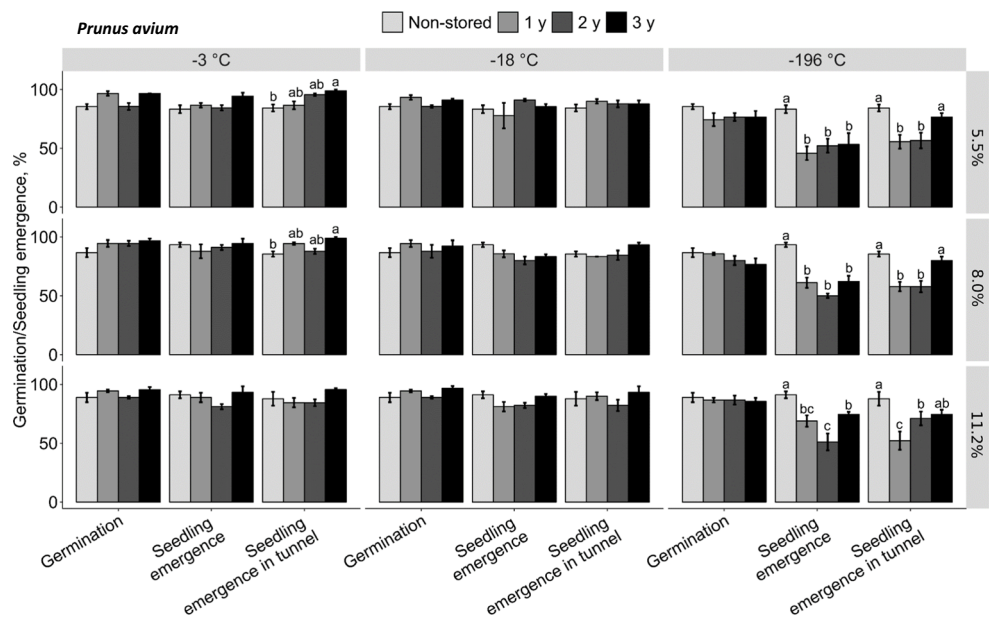 Prunus avium
Non-stored 1 y 2 y 3 y
-3 °C -18 °C -196 °C
Germination/Seedling emergence, %
100
50
0
b ab ab a
a b b b
a b b a
5.5%
100
50
0
b ab ab a
a b b b
a b b a
8.0%
100
50
0
a bc c b
a c b ab
11.2%
Germination
Seedling
emergence
Seedling
emergence in tunnel
Germination
Seedling
emergence
Seedling
emergence in tunnel
Germination
Seedling
emergence
Seedling
emergence in tunnel